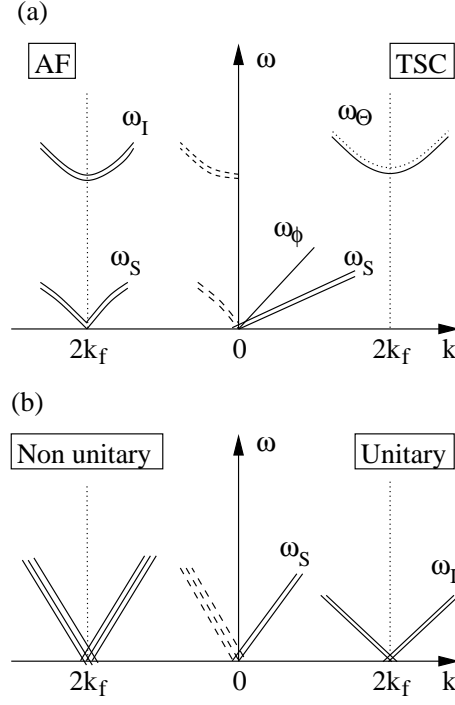 (a)
AF
ω
TSC
ω_I
ω_Θ
ω_S
ω_ϕ
ω_S
2k_f
0
2k_f
k
(b)
Non unitary
ω
Unitary
ω_S
ω_I
2k_f
0
2k_f
k